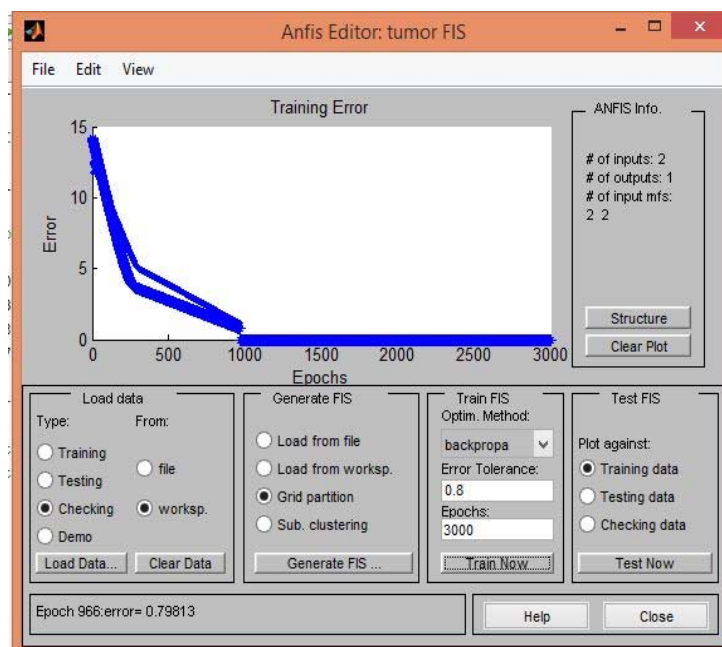 Anfis Editor: tumor FIS
File Edit View
Training Error
15
10
5
0
Error
0 500 1000 1500 2000 2500 3000
Epochs
ANFIS Info.
# of inputs: 2
# of outputs: 1
# of input mfs:
2 2
Structure
Clear Plot
Load data
Type: From:
Training
Testing
Checking
Demo
file
worksp.
Load Data... Clear Data
Generate FIS
Load from file
Load from worksp.
Grid partition
Sub. clustering
Generate FIS ...
Train FIS
Optim. Method:
backpropa
Error Tolerance:
0.8
Epochs:
3000
Train Now
Test FIS
Plot against:
Training data
Testing data
Checking data
Test Now
Epoch 966:error= 0.79813
Help
Close